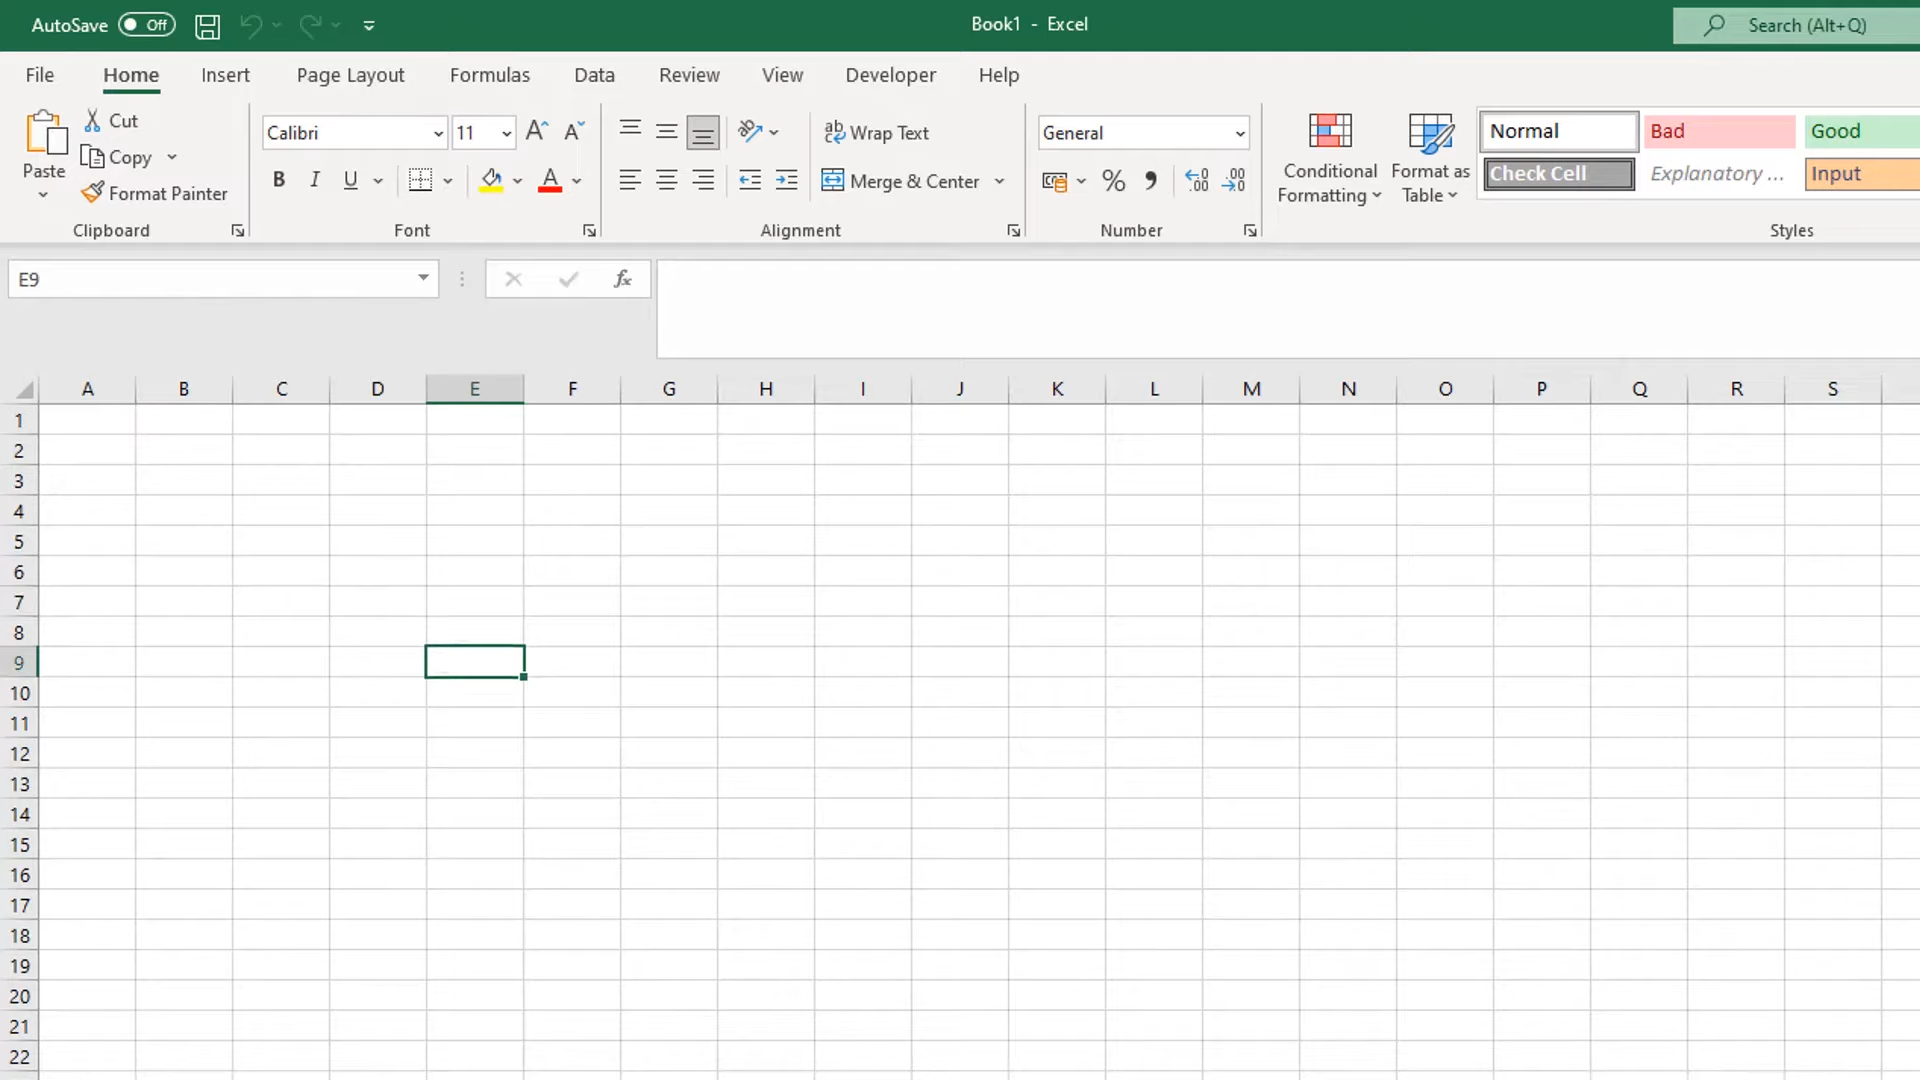 AutoSave Off
Book1 - Excel
Search (Alt+Q)
File Home Insert Page Layout Formulas Data Review View Developer Help
Paste
Cut
Copy
Format Painter
Clipboard
Calibri 11
B I U A
Font
Wrap Text
Merge & Center
Alignment
General
% 
Number
Conditional Formatting
Format as Table
Normal Bad Good
Check Cell Explanatory ... Input
Styles
E9
fx
A B C D E F G H I J K L M N O P Q R S
1
2
3
4
5
6
7
8
9
10
11
12
13
14
15
16
17
18
19
20
21
22